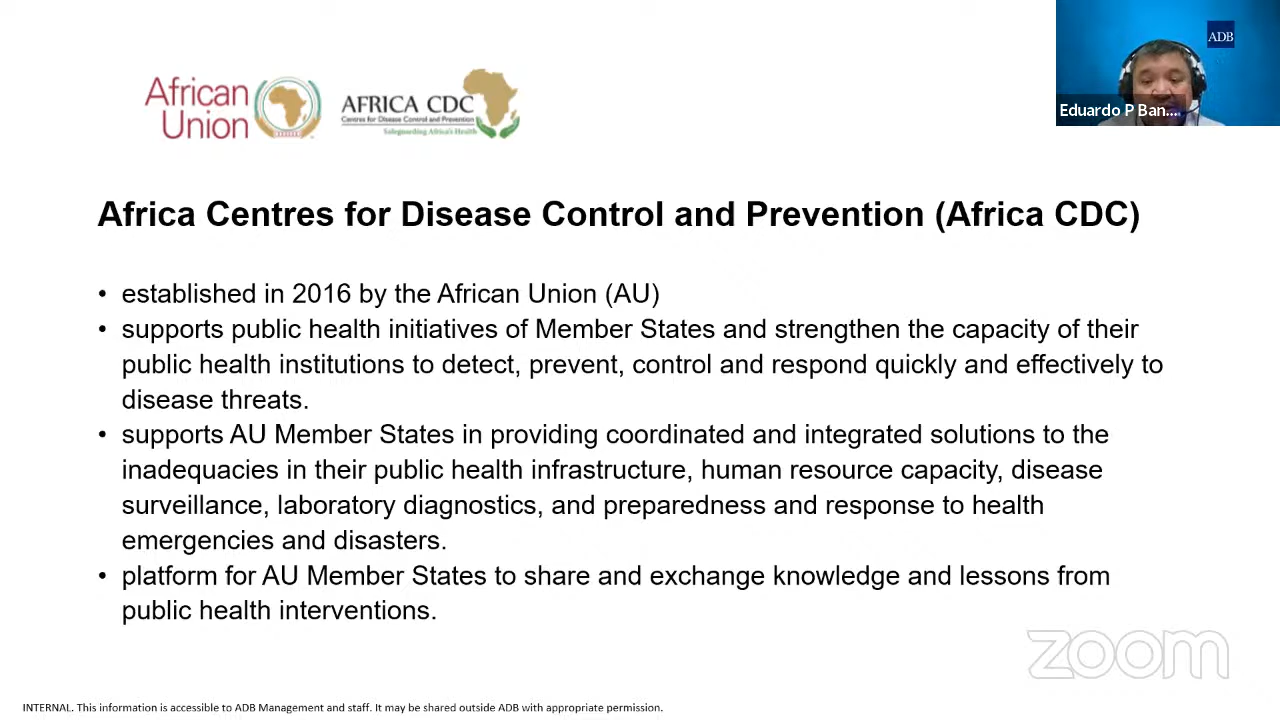 African
Union
AFRICA CDC
Centres for Disease Control and Prevention
Safeguarding Africa's Health
ADB
Eduardo P Ban...
Africa Centres for Disease Control and Prevention (Africa CDC)
• established in 2016 by the African Union (AU)
• supports public health initiatives of Member States and strengthen the capacity of their
public health institutions to detect, prevent, control and respond quickly and effectively to
disease threats.
• supports AU Member States in providing coordinated and integrated solutions to the
inadequacies in their public health infrastructure, human resource capacity, disease
surveillance, laboratory diagnostics, and preparedness and response to health
emergencies and disasters.
• platform for AU Member States to share and exchange knowledge and lessons from
public health interventions.
zoom
INTERNAL. This information is accessible to ADB Management and staff. It may be shared outside ADB with appropriate permission.